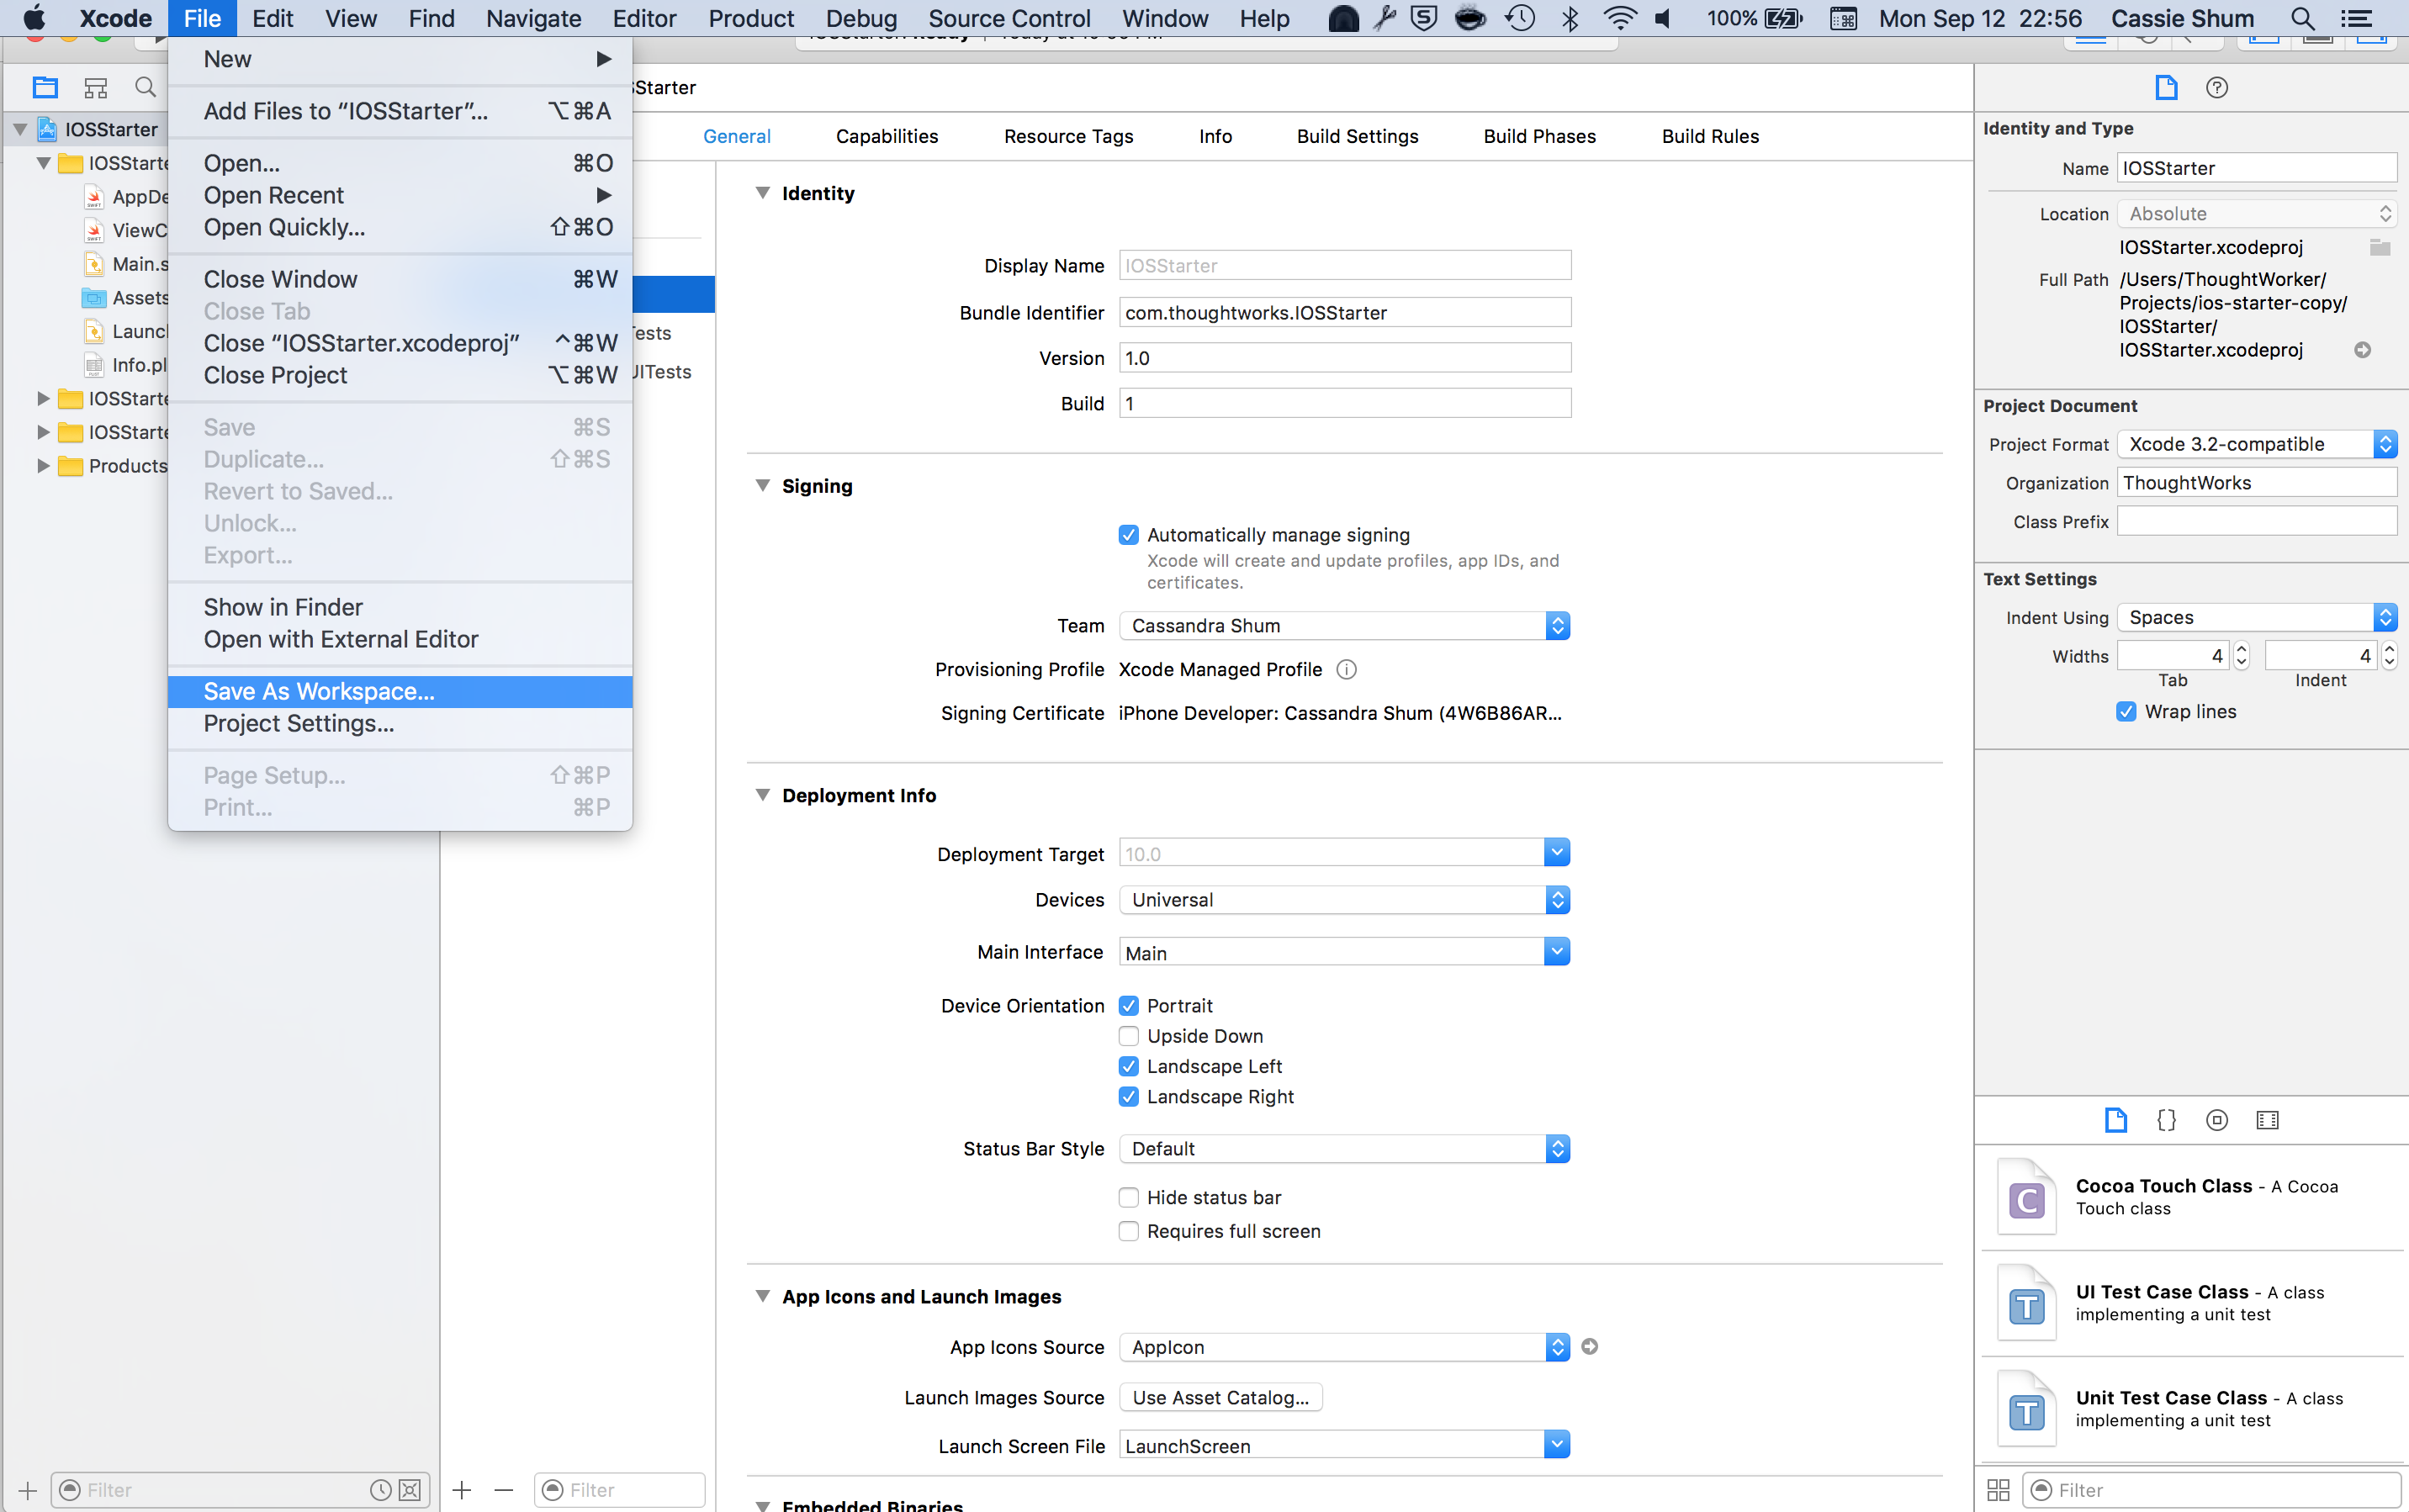 Xcode File Edit View Find Navigate Editor Product Debug Source Control Window Help 100% Mon Sep 12 22:56 Cassie Shum
New
Add Files to “IOSStarter”... ⌥⌘A
Open... ⌘O
Open Recent
Open Quickly... ⇧⌘O
Close Window ⌘W
Close Tab
Close “IOSStarter.xcodeproj” ^⌘W
Close Project ⌥⌘W
Save ⌘S
Duplicate... ⇧⌘S
Revert to Saved...
Unlock...
Export...
Show in Finder
Open with External Editor
Save As Workspace...
Project Settings...
Page Setup... ⇧⌘P
Print... ⌘P
IOSStarter
IOSStarte
AppDe
ViewC
Main.s
Assets
Launc
Info.pl
IOSStarte
IOSStarte
Products
Filter
Starter
Tests
UITests
Filter
General Capabilities Resource Tags Info Build Settings Build Phases Build Rules
Identity
Display Name IOSStarter
Bundle Identifier com.thoughtworks.IOSStarter
Version 1.0
Build 1
Signing
Automatically manage signing
Xcode will create and update profiles, app IDs, and
certificates.
Team Cassandra Shum
Provisioning Profile Xcode Managed Profile
Signing Certificate iPhone Developer: Cassandra Shum (4W6B86AR...
Deployment Info
Deployment Target 10.0
Devices Universal
Main Interface Main
Device Orientation Portrait
Upside Down
Landscape Left
Landscape Right
Status Bar Style Default
Hide status bar
Requires full screen
App Icons and Launch Images
App Icons Source AppIcon
Launch Images Source Use Asset Catalog...
Launch Screen File LaunchScreen
Embedded Binaries
Identity and Type
Name IOSStarter
Location Absolute
IOSStarter.xcodeproj
Full Path /Users/ThoughtWorker/
Projects/ios-starter-copy/
IOSStarter/
IOSStarter.xcodeproj
Project Document
Project Format Xcode 3.2-compatible
Organization ThoughtWorks
Class Prefix
Text Settings
Indent Using Spaces
Widths 4 4
Tab Indent
Wrap lines
Cocoa Touch Class - A Cocoa
Touch class
UI Test Case Class - A class
implementing a unit test
Unit Test Case Class - A class
implementing a unit test
Filter